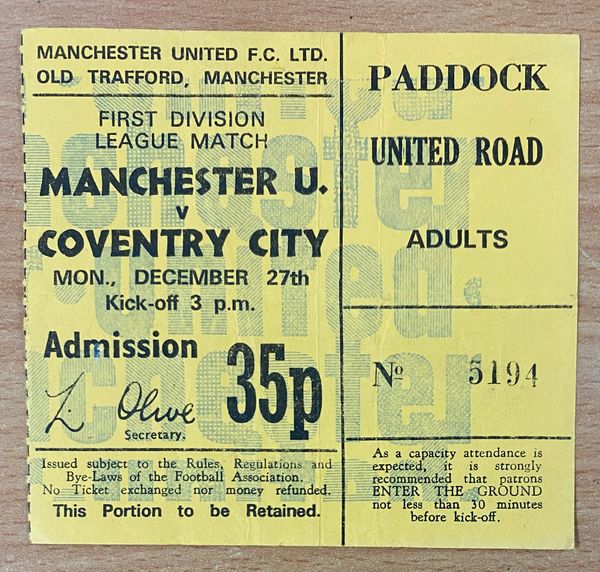 MANCHESTER UNITED F.C. LTD.
OLD TRAFFORD, MANCHESTER
FIRST DIVISION
LEAGUE MATCH
MANCHESTER U.
v
COVENTRY CITY
MON., DECEMBER 27th
Kick-off 3 p.m.
Admission 35p
L. Olive
Secretary.
Issued subject to the Rules, Regulations and
Bye-Laws of the Football Association.
No Ticket exchanged nor money refunded.
This Portion to be Retained.
PADDOCK
UNITED ROAD
ADULTS
No 5194
As a capacity attendance is
expected, it is strongly
recommended that patrons
ENTER THE GROUND
not less than 30 minutes
before kick-off.